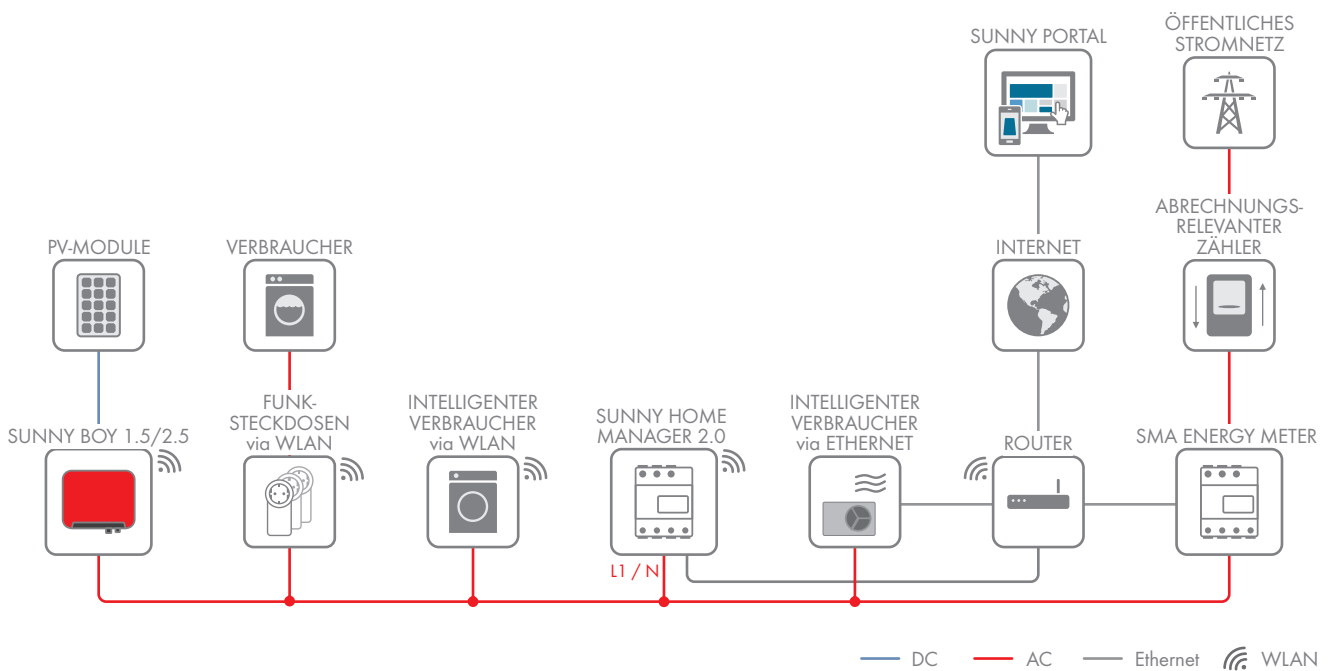 SUNNY PORTAL
ÖFFENTLICHES
STROMNETZ
PV-MODULE
VERBRAUCHER
INTERNET
ABRECHNUNGS-
RELEVANTER
ZÄHLER
SUNNY BOY 1.5/2.5
FUNK-
STECKDOSEN
via WLAN
INTELLIGENTER
VERBRAUCHER
via WLAN
SUNNY HOME
MANAGER 2.0
INTELLIGENTER
VERBRAUCHER
via ETHERNET
ROUTER
SMA ENERGY METER
L1 / N
DC
AC
Ethernet
WLAN